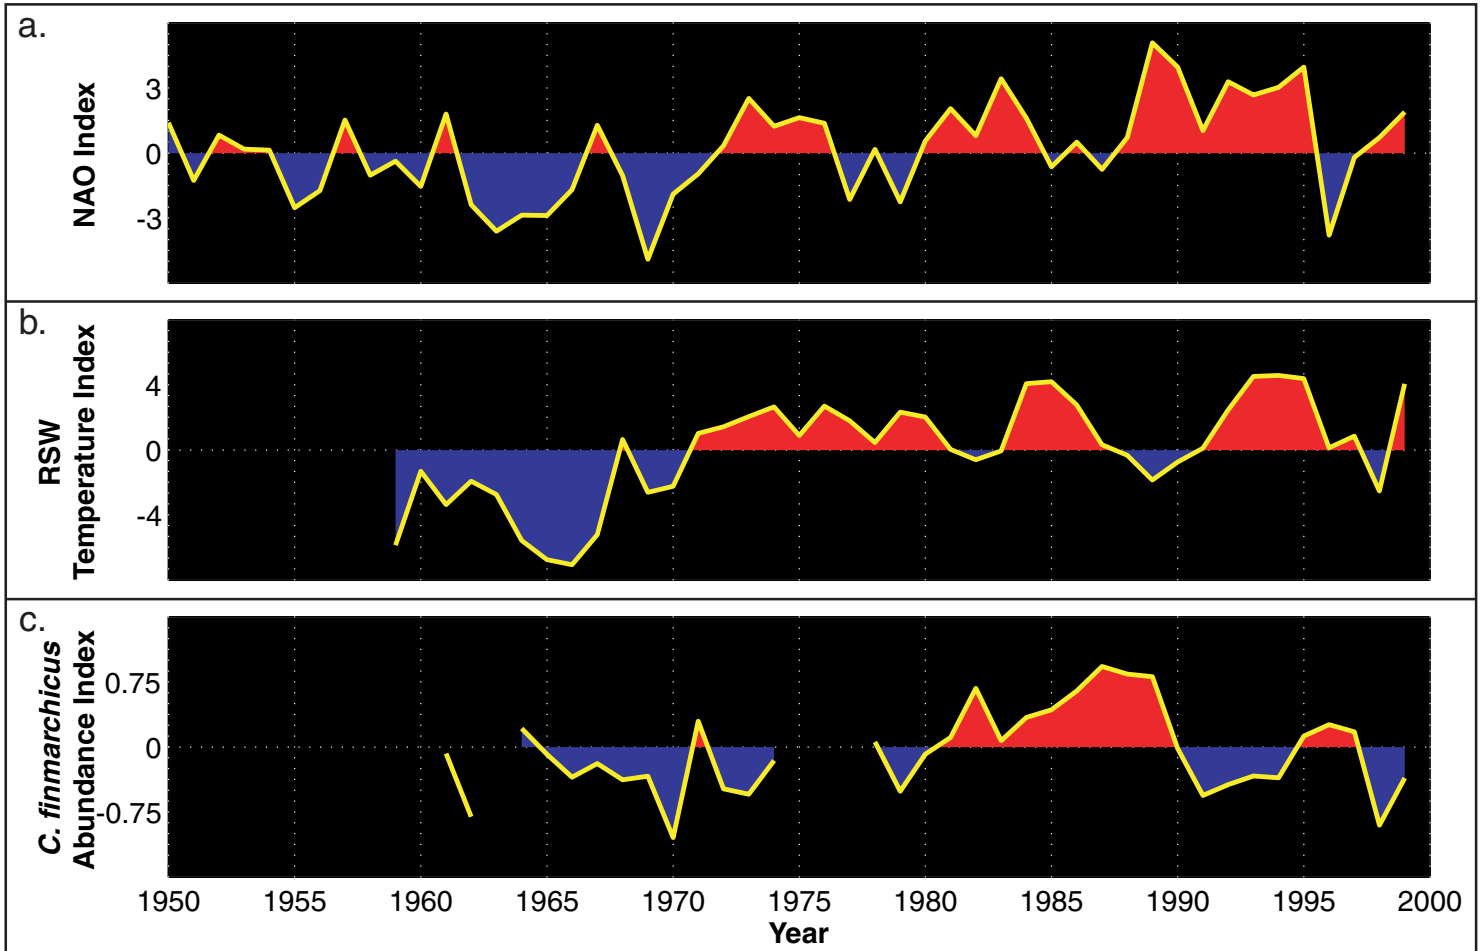 a.
NAO Index
3
0
-3
b.
RSW
Temperature Index
4
0
-4
c.
C. finmarchicus
Abundance Index
0.75
0
-0.75
1950 1955 1960 1965 1970 1975 1980 1985 1990 1995 2000
Year